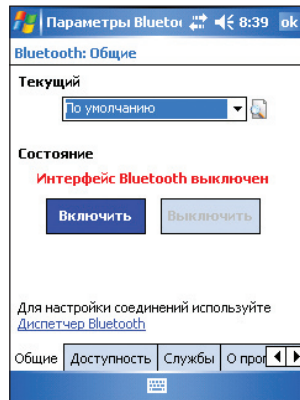 Параметры Bluetoo 8:39 ok
Bluetooth: Общие
Текущий
По умолчанию
Состояние
Интерфейс Bluetooth выключен
Включить Выключить
Для настройки соединений используйте
Диспетчер Bluetooth
Общие Доступность Службы О прог